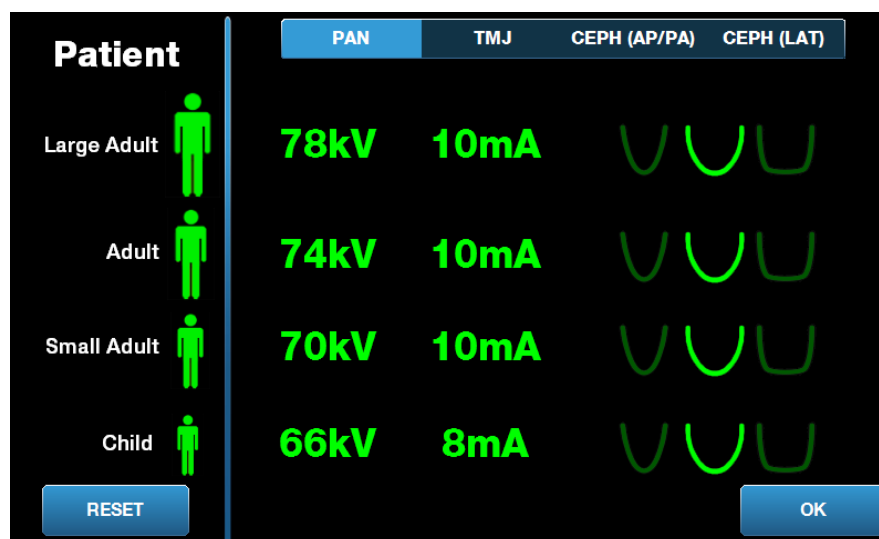 Patient
PAN TMJ CEPH (AP/PA) CEPH (LAT)
Large Adult 78kV 10mA
Adult 74kV 10mA
Small Adult 70kV 10mA
Child 66kV 8mA
RESET OK